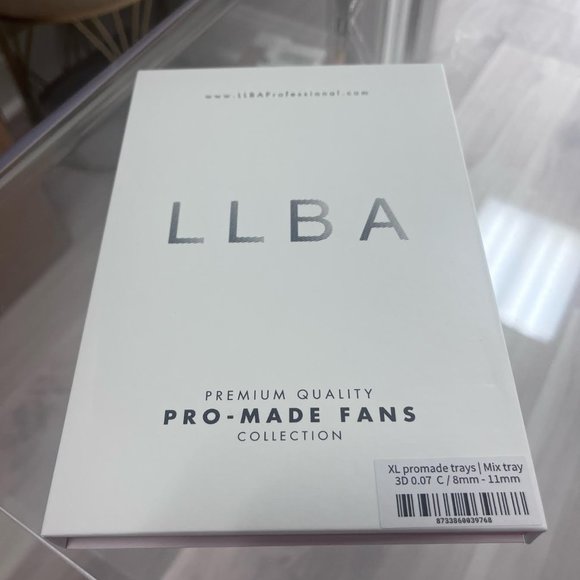 www.LLBAProfessional.com
LLBA
PREMIUM QUALITY
PRO-MADE FANS
COLLECTION
XL promade trays | Mix tray
3D 0.07 C / 8mm - 11mm
8733860039768